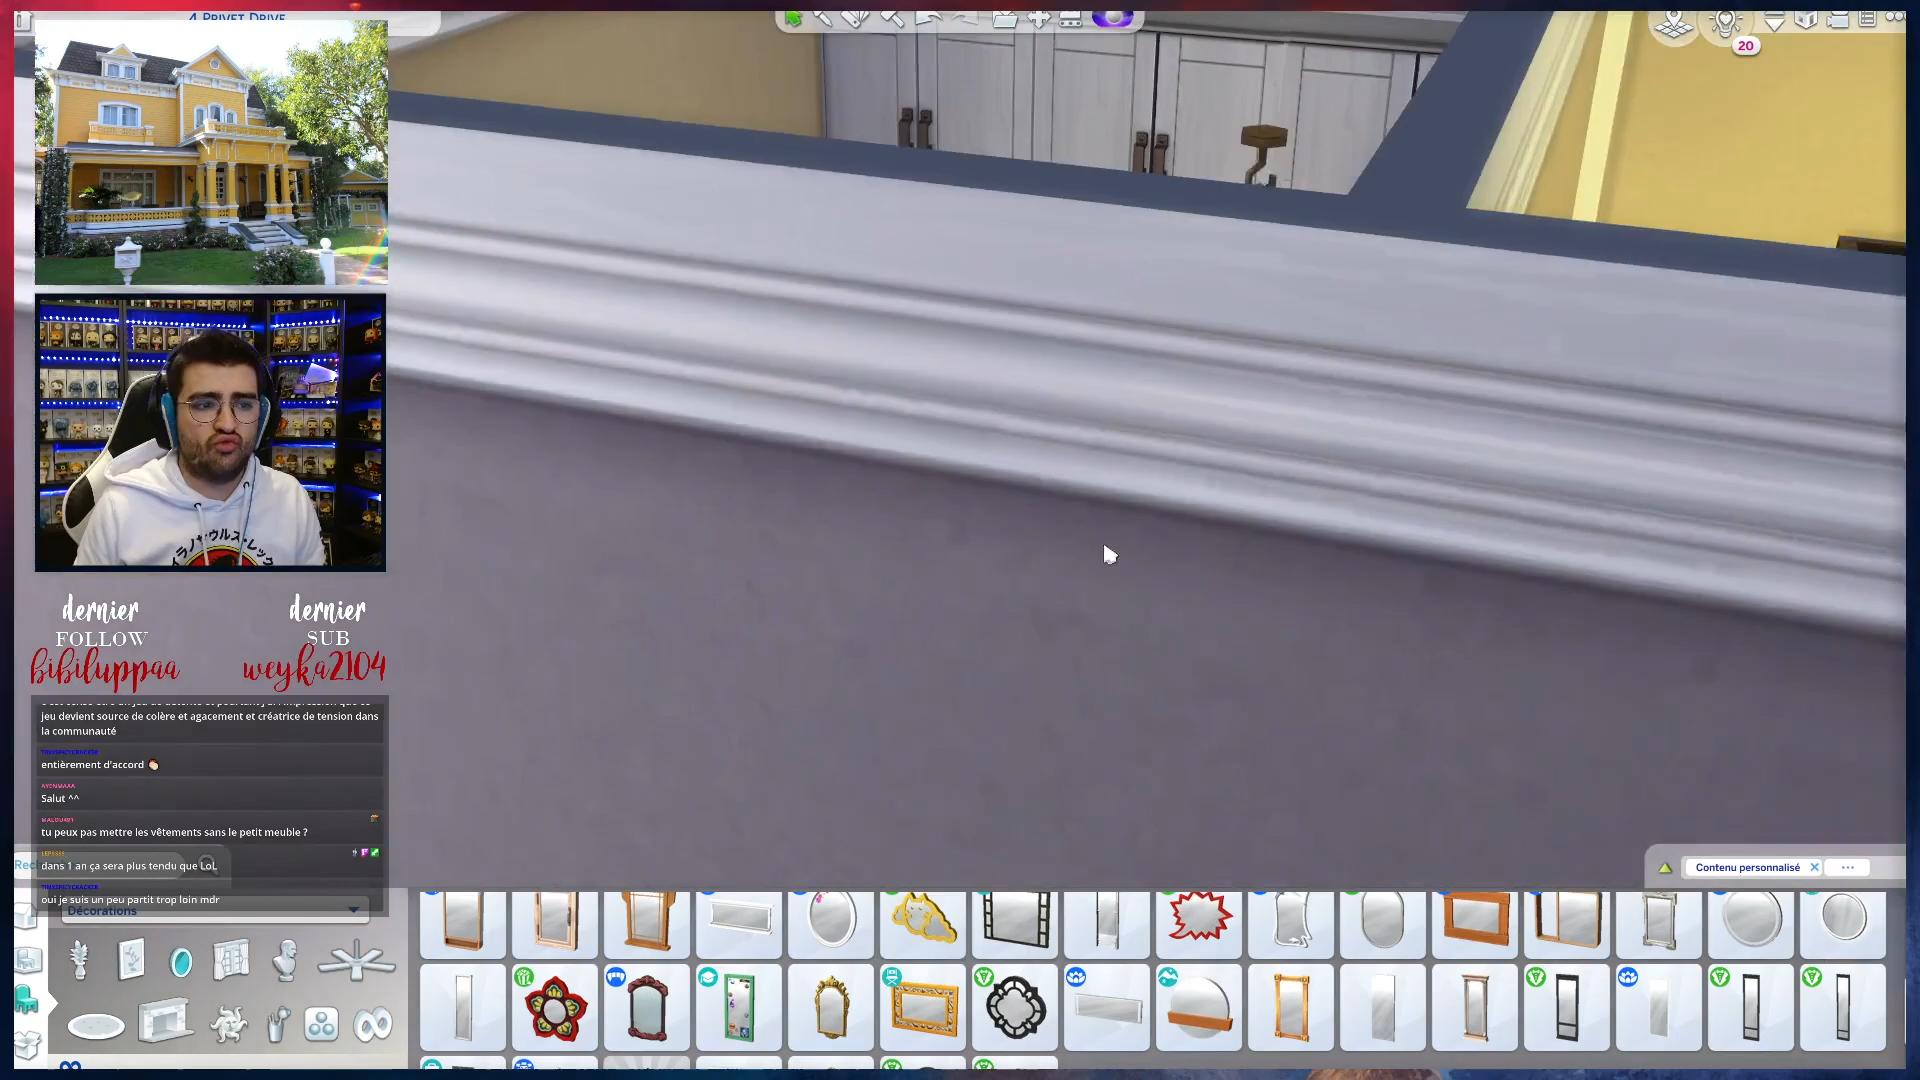 4 PRIVET DRIVE
20
dernier
FOLLOW
bibiluppaa
dernier
SUB
weyka2104
jeu devient source de colère et agacement et créatrice de tension dans
la communauté
entièrement d'accord
AYENMAAA
Salut ^^
MALOU491
tu peux pas mettre les vêtements sans le petit meuble ?
dans 1 an ça sera plus tendu que LoL
oui je suis un peu partit trop loin mdr
Décorations
Contenu personnalisé